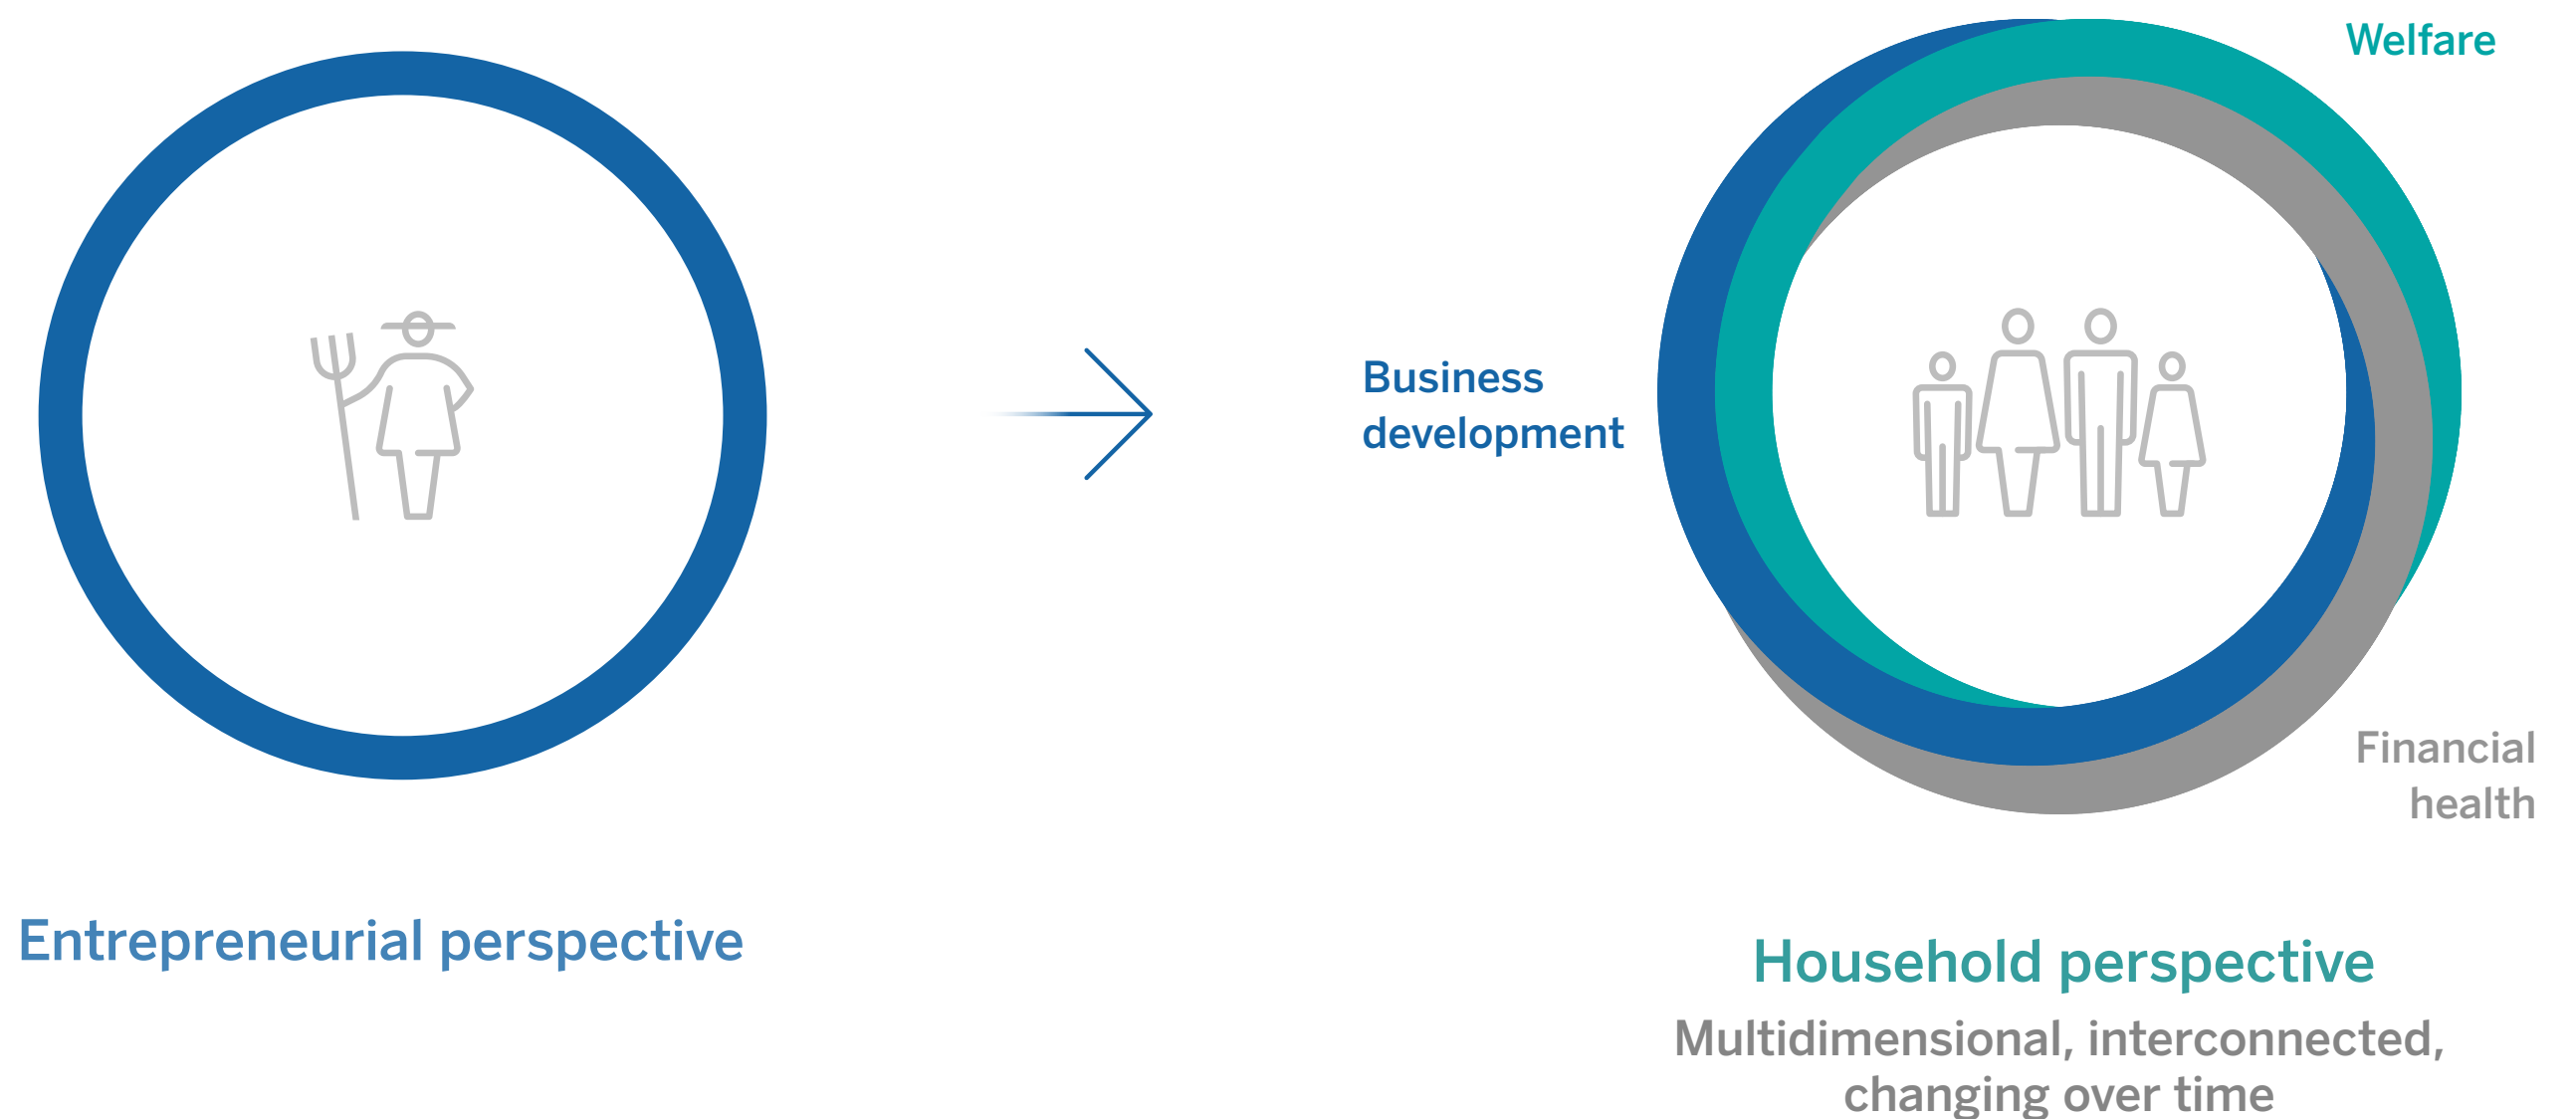 Welfare
Business
development
Financial
health
Entrepreneurial perspective
Household perspective
Multidimensional, interconnected,
changing over time